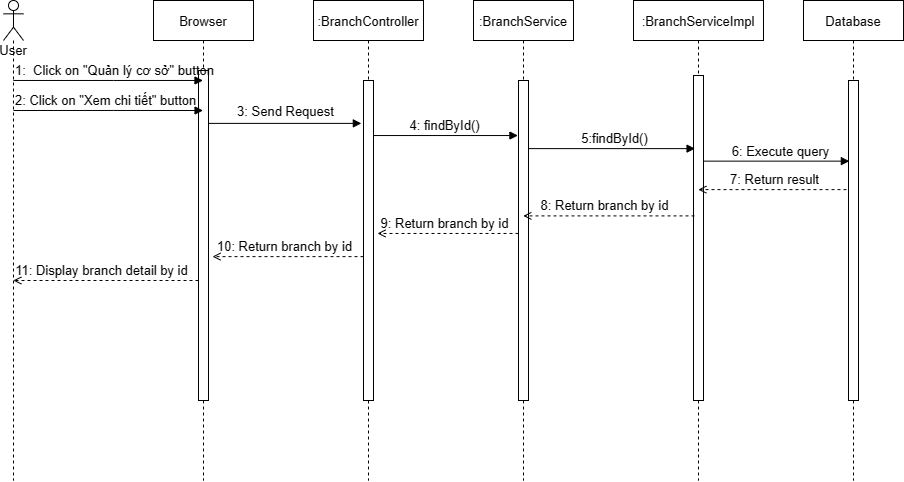 Browser
:BranchController
:BranchService
:BranchServiceImpl
Database
User
1:  Click on "Quản lý cơ sở" button
2: Click on "Xem chi tiết" button
3: Send Request
4: findById()
5:findById()
6: Execute query
7: Return result
8: Return branch by id
9: Return branch by id
10: Return branch by id
11: Display branch detail by id